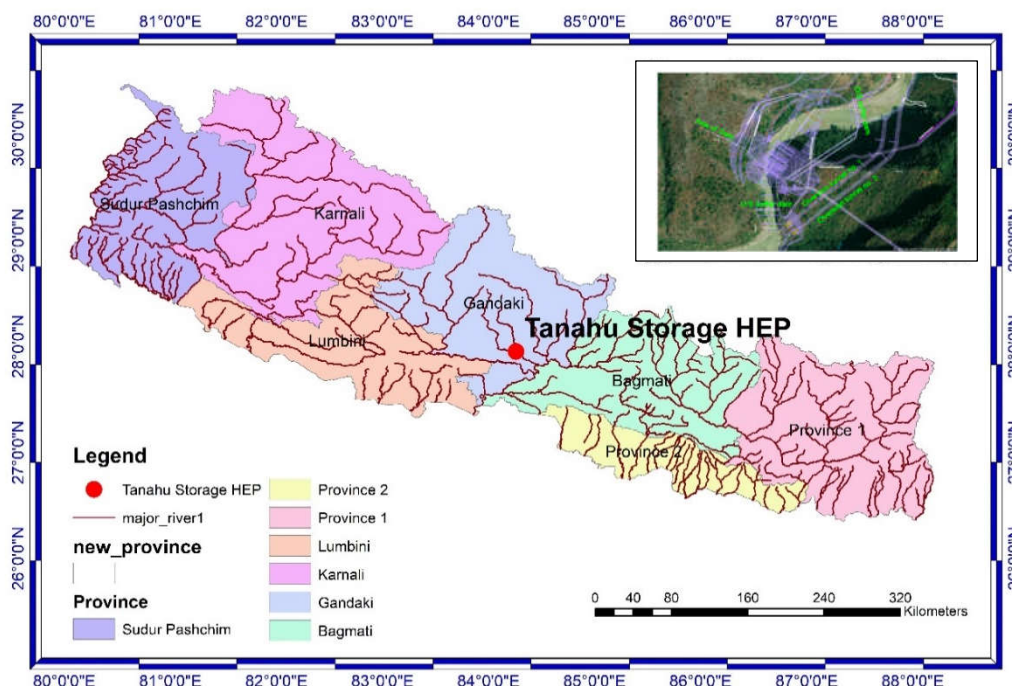 80°0'0"E 81°0'0"E 82°0'0"E 83°0'0"E 84°0'0"E 85°0'0"E 86°0'0"E 87°0'0"E 88°0'0"E
30°0'0"N
29°0'0"N
28°0'0"N
27°0'0"N
26°0'0"N
Sudur Pashchim
Karnali
Gandaki
Tanahu Storage HEP
Lumbini
Bagmati
Province 1
Province 2
Legend
Tanahu Storage HEP
major_river1
new_province
Province
Sudur Pashchim
Province 2
Province 1
Lumbini
Karnali
Gandaki
Bagmati
0 20 40 80 160 240 320
Kilometers
80°0'0"E 81°0'0"E 82°0'0"E 83°0'0"E 84°0'0"E 85°0'0"E 86°0'0"E 87°0'0"E 88°0'0"E